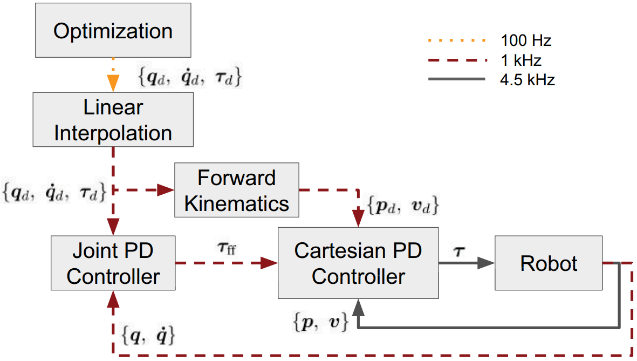 Optimization
100 Hz
1 kHz
4.5 kHz
{q_d, q̇_d, τ_d}
Linear
Interpolation
{q_d, q̇_d, τ_d}
Forward
Kinematics
{p_d, v_d}
Joint PD
Controller
τ_ff
Cartesian PD
Controller
τ
Robot
{q, q̇}
{p, v}